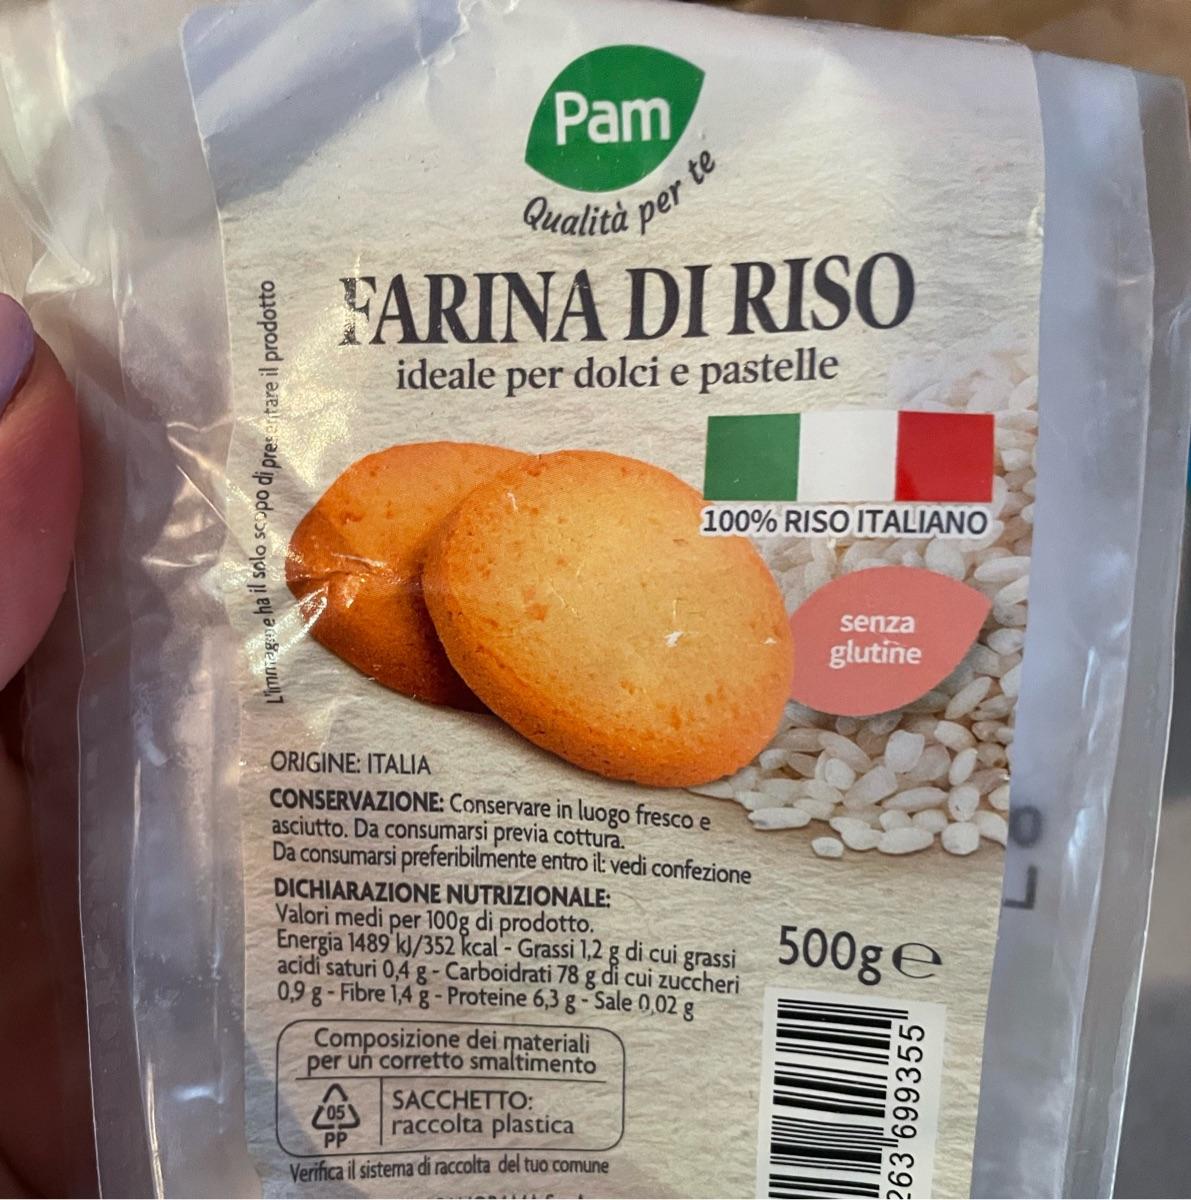 Pam
Qualità per te
FARINA DI RISO
ideale per dolci e pastelle
100% RISO ITALIANO
senza
glutine
L'immagine ha il solo scopo di presentare il prodotto
ORIGINE: ITALIA
CONSERVAZIONE: Conservare in luogo fresco e
asciutto. Da consumarsi previa cottura.
Da consumarsi preferibilmente entro il: vedi confezione
DICHIARAZIONE NUTRIZIONALE:
Valori medi per 100g di prodotto.
Energia 1489 kJ/352 kcal - Grassi 1,2 g di cui grassi
acidi saturi 0,4 g - Carboidrati 78 g di cui zuccheri
0,9 g - Fibre 1,4 g - Proteine 6,3 g - Sale 0,02 g
500g e
Composizione dei materiali
per un corretto smaltimento
05
PP
SACCHETTO:
raccolta plastica
Verifica il sistema di raccolta del tuo comune
263 699355